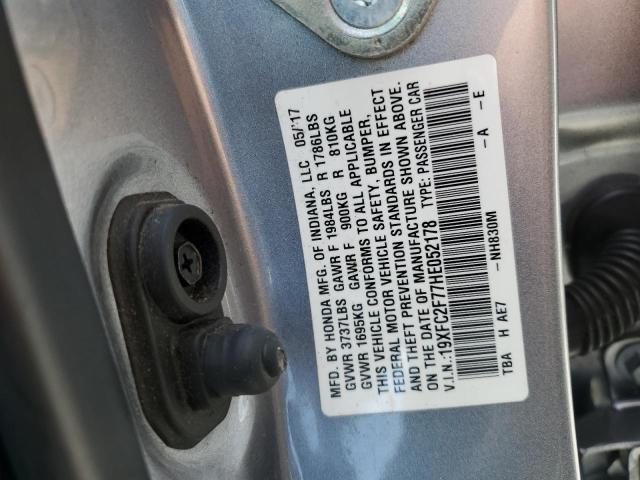 MFD. BY HONDA MFG. OF INDIANA, LLC 05/17
GVWR 3737LBS GAWR F 1984LBS R 1786LBS
GVWR 1695KG GAWR F 900KG R 810KG
THIS VEHICLE CONFORMS TO ALL APPLICABLE
FEDERAL MOTOR VEHICLE SAFETY, BUMPER,
AND THEFT PREVENTION STANDARDS IN EFFECT
ON THE DATE OF MANUFACTURE SHOWN ABOVE.
V.I.N.:19XFC2F77HE052178 TYPE: PASSENGER CAR
TBA H AE7 – NH830M – A – E